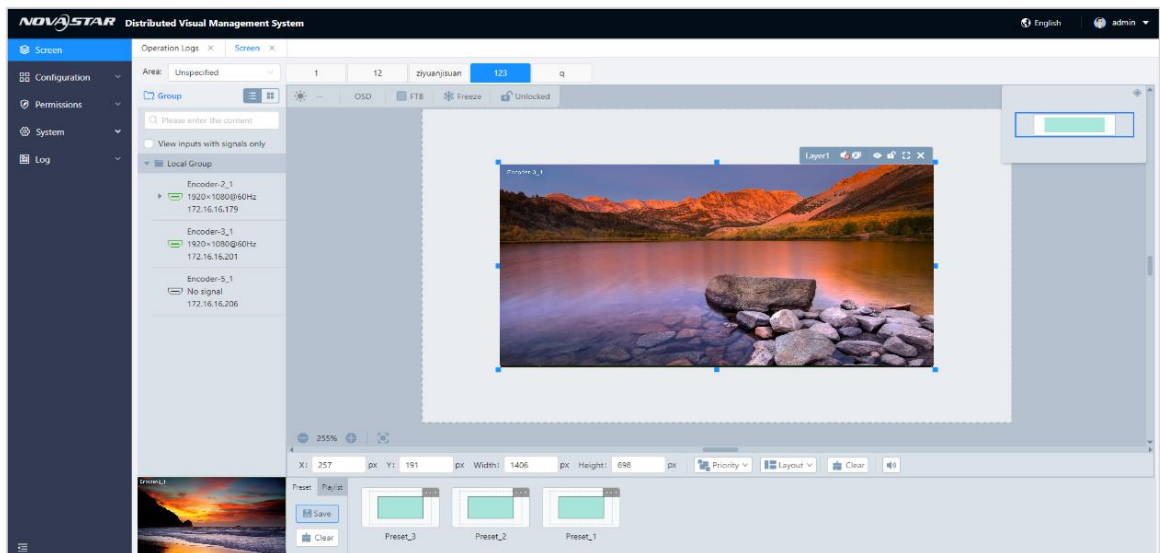 NOVASTAR Distributed Visual Management System
English
admin
Screen
Configuration
Permissions
System
Log
Operation Logs ×
Screen ×
Area: Unspecified
1
12
ziyuanjisuan
123
q
Group
Please enter the content
View inputs with signals only
Local Group
Encoder-2_1
1920×1080@60Hz
172.16.16.179
Encoder-3_1
1920×1080@60Hz
172.16.16.201
Encoder-5_1
No signal
172.16.16.206
-- OSD FTB Freeze Unlocked
Layer1
Encoder-3_1
255%
X: 257 px Y: 191 px Width: 1406 px Height: 698 px Priority Layout Clear
Preset Playlist
Save
Clear
Preset_3
Preset_2
Preset_1